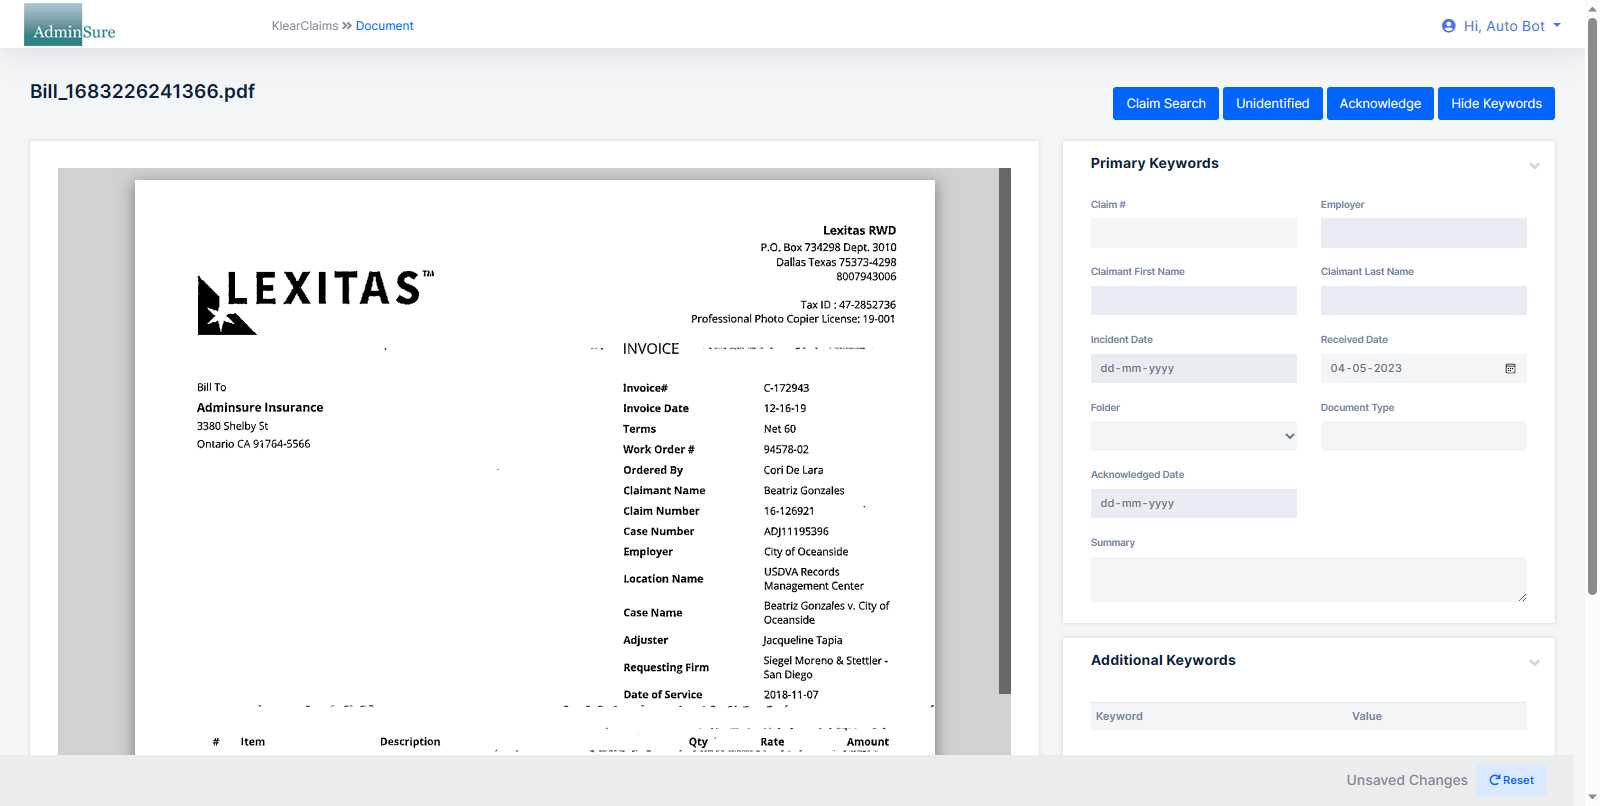 AdminSure
KlearClaims » Document
Hi, Auto Bot
Bill_1683226241366.pdf
Claim Search
Unidentified
Acknowledge
Hide Keywords
Lexitas RWD
P.O. Box 734298 Dept. 3010
Dallas Texas 75373-4298
8007943006
Tax ID : 47-2852736
Professional Photo Copier License: 19-001
LEXITAS™
INVOICE
Bill To
Adminsure Insurance
3380 Shelby St
Ontario CA 91764-5566
Invoice# C-172943
Invoice Date 12-16-19
Terms Net 60
Work Order # 94578-02
Ordered By Cori De Lara
Claimant Name Beatriz Gonzales
Claim Number 16-126921
Case Number ADJ11195396
Employer City of Oceanside
Location Name USDVA Records
Management Center
Case Name Beatriz Gonzales v. City of
Oceanside
Adjuster Jacqueline Tapia
Requesting Firm Siegel Moreno & Stettler -
San Diego
Date of Service 2018-11-07
# Item Description Qty Rate Amount
Primary Keywords
Claim # Employer
Claimant First Name Claimant Last Name
Incident Date Received Date
dd-mm-yyyy 04-05-2023
Folder Document Type
Acknowledged Date
dd-mm-yyyy
Summary
Additional Keywords
Keyword Value
Unsaved Changes Reset